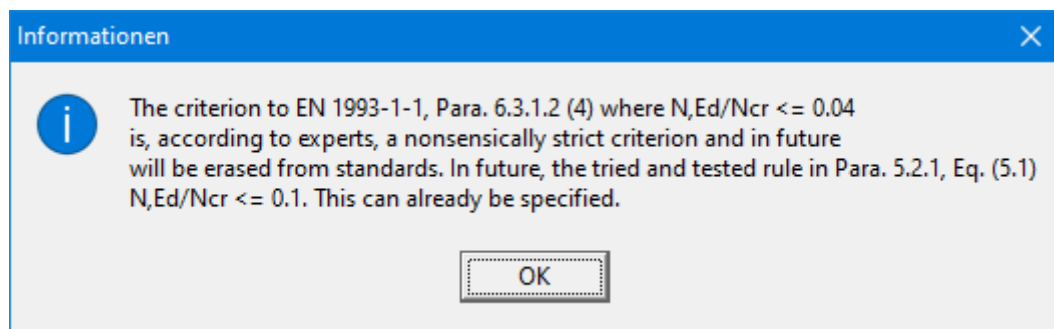 Informationen
The criterion to EN 1993-1-1, Para. 6.3.1.2 (4) where N,Ed/Ncr <= 0.04
is, according to experts, a nonsensically strict criterion and in future
will be erased from standards. In future, the tried and tested rule in Para. 5.2.1, Eq. (5.1)
N,Ed/Ncr <= 0.1. This can already be specified.
OK